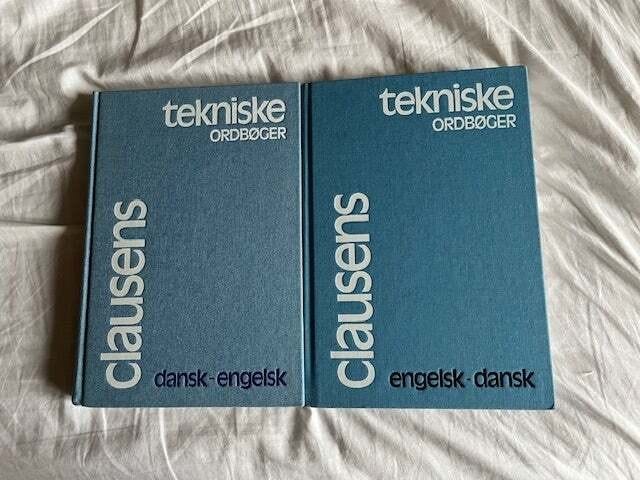 tekniske
ORDBØGER
clausens
dansk-engelsk
tekniske
ORDBØGER
clausens
engelsk-dansk